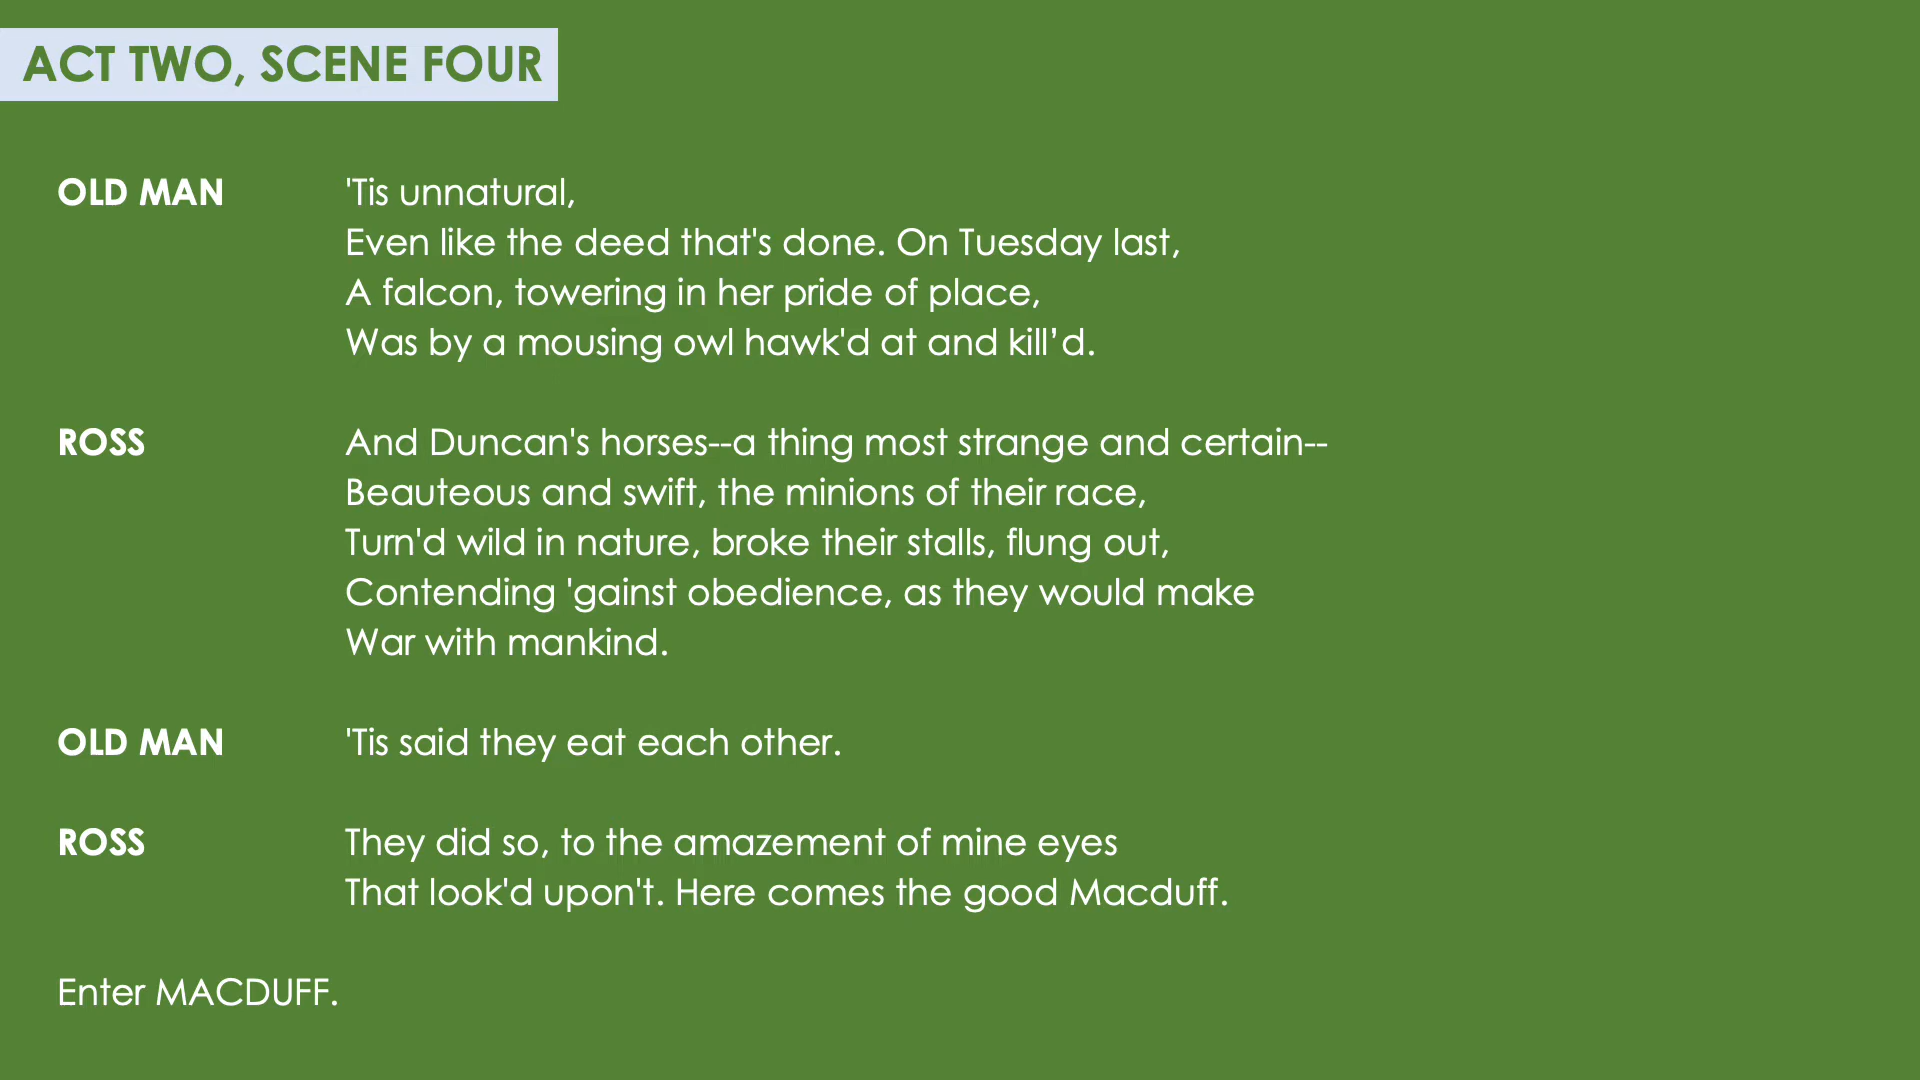 ACT TWO, SCENE FOUR
OLD MAN 'Tis unnatural,
Even like the deed that's done. On Tuesday last,
A falcon, towering in her pride of place,
Was by a mousing owl hawk'd at and kill’d.
ROSS And Duncan's horses--a thing most strange and certain--
Beauteous and swift, the minions of their race,
Turn'd wild in nature, broke their stalls, flung out,
Contending 'gainst obedience, as they would make
War with mankind.
OLD MAN 'Tis said they eat each other.
ROSS They did so, to the amazement of mine eyes
That look'd upon't. Here comes the good Macduff.
Enter MACDUFF.